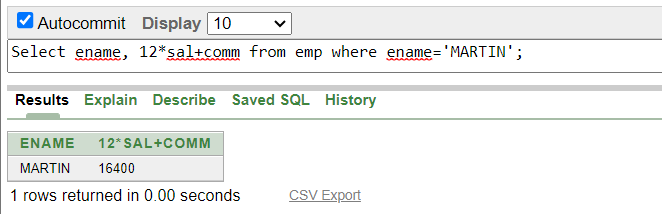 Autocommit Display 10
Select ename, 12*sal+comm from emp where ename='MARTIN';
Results Explain Describe Saved SQL History
ENAME 12*SAL+COMM
MARTIN 16400
1 rows returned in 0.00 seconds CSV Export